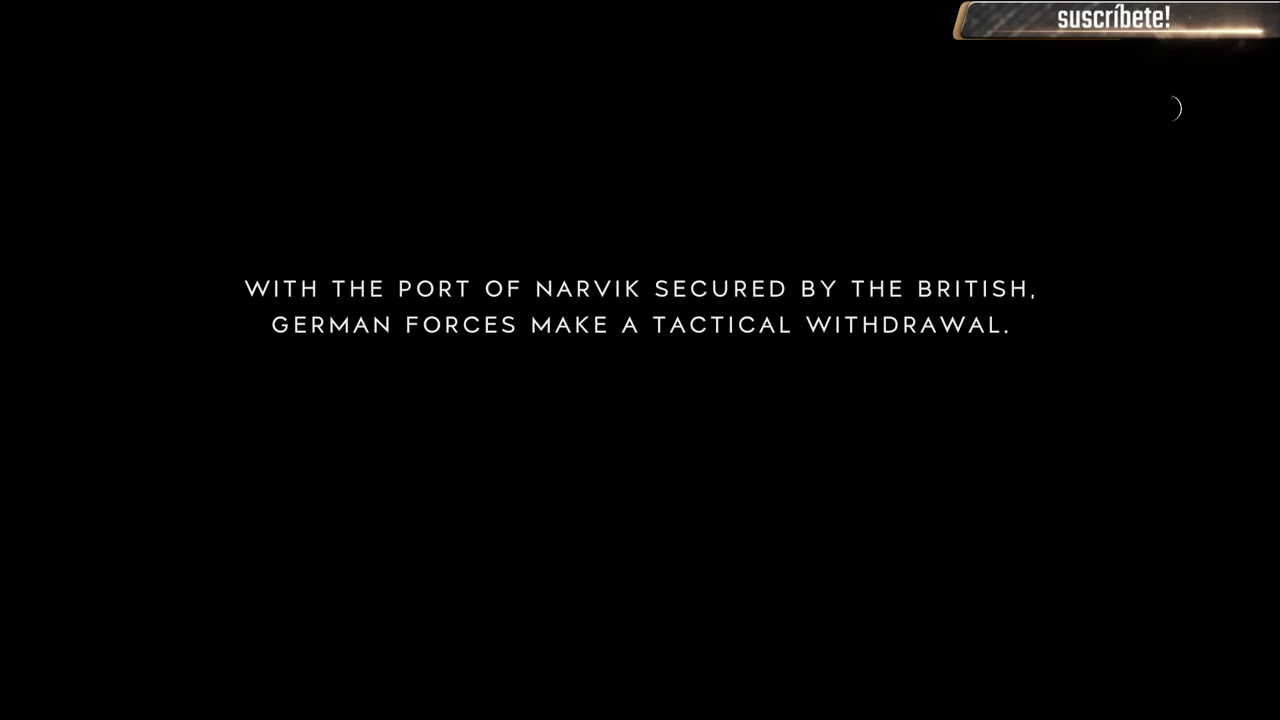 suscríbete!
WITH THE PORT OF NARVIK SECURED BY THE BRITISH,
GERMAN FORCES MAKE A TACTICAL WITHDRAWAL.